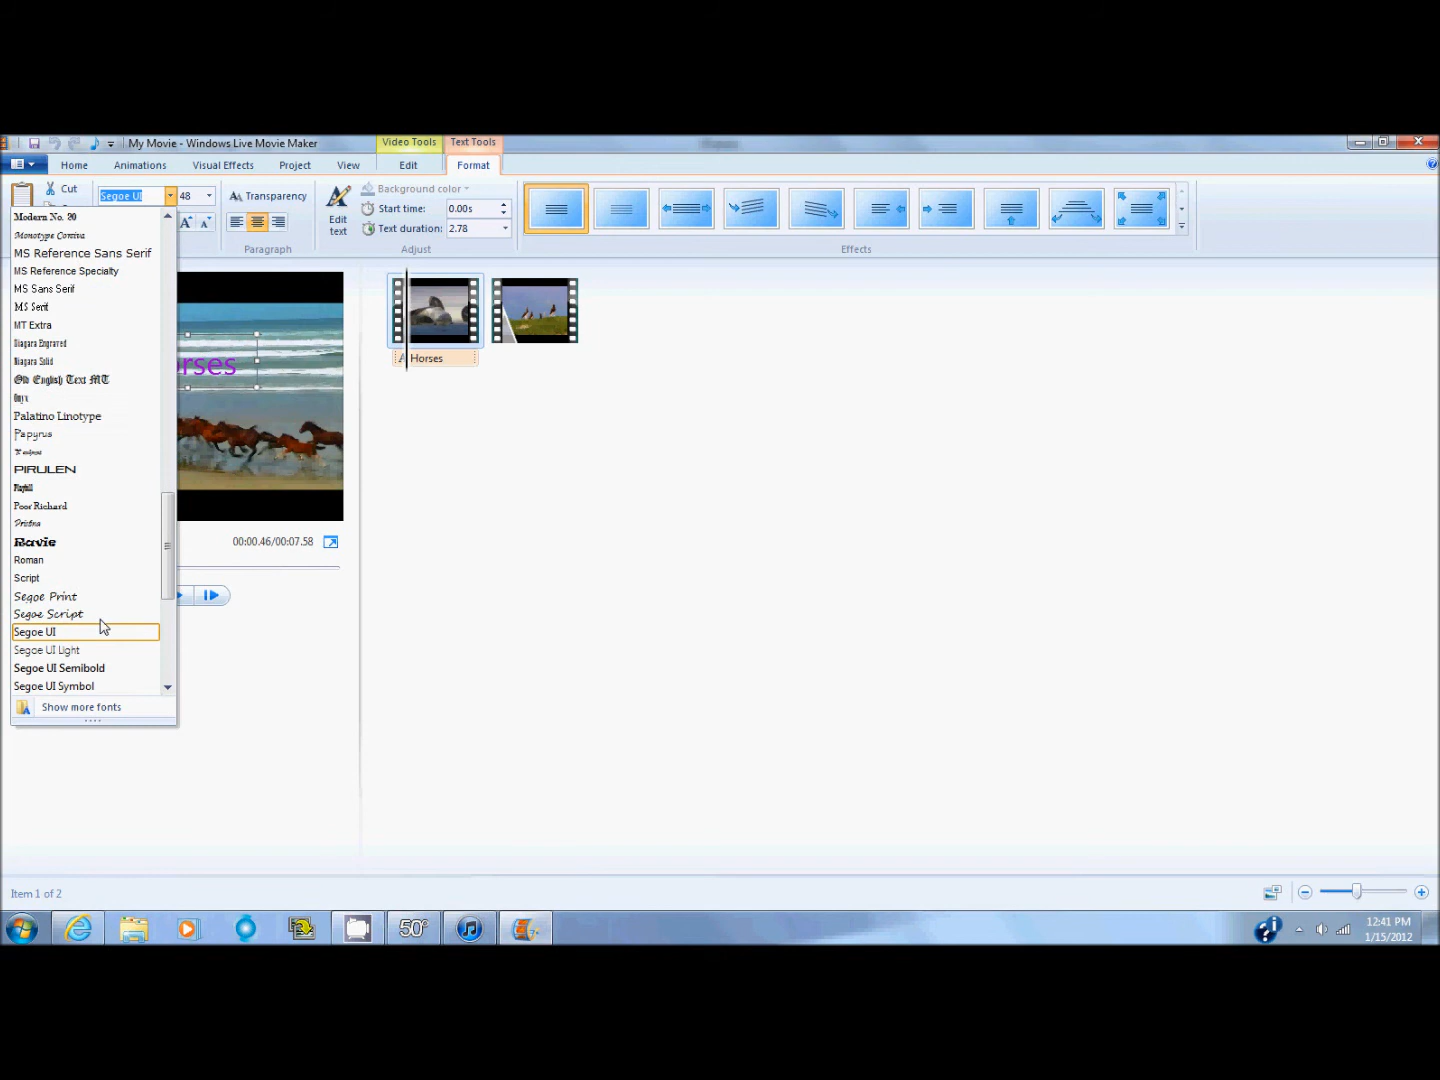 My Movie - Windows Live Movie Maker
Video Tools
Text Tools
Home
Animations
Visual Effects
Project
View
Edit
Format
Cut
Segoe UI
48
Transparency
Paragraph
Edit
text
Background color
Start time:
0.00s
Text duration:
2.78
Adjust
Effects
Modern No. 20
Monotype Corsiva
MS Reference Sans Serif
MS Reference Specialty
MS Sans Serif
MS Serif
MT Extra
Niagara Engraved
Niagara Solid
Old English Text MT
Onyx
Palatino Linotype
Papyrus
PIRULEN
Playbill
Poor Richard
Pristina
Ravie
Roman
Script
Segoe Print
Segoe Script
Segoe UI
Segoe UI Light
Segoe UI Semibold
Segoe UI Symbol
Show more fonts
orses
00:00.46/00:07.58
A Horses
Item 1 of 2
50°
12:41 PM
1/15/2012